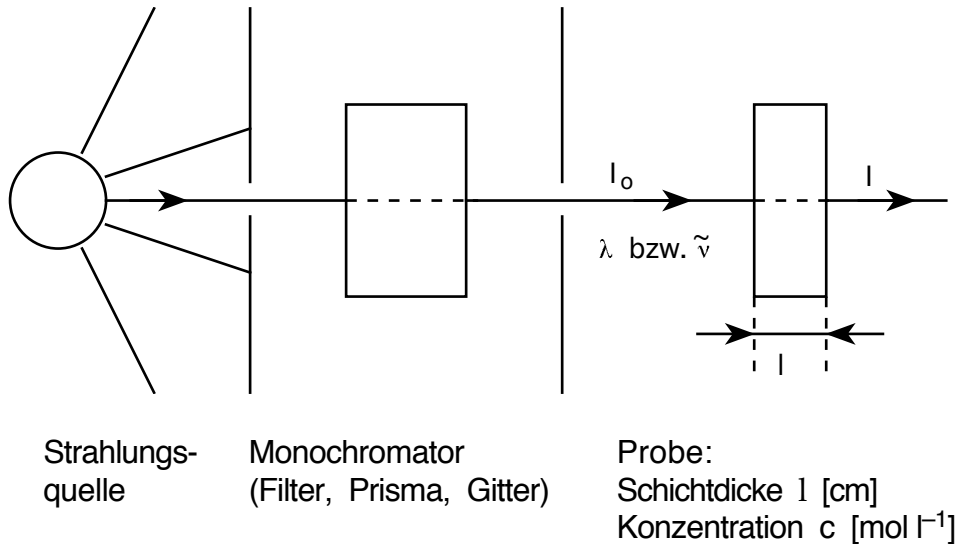 I₀
I
λ bzw. ν̃
l
Strahlungs-
quelle
Monochromator
(Filter, Prisma, Gitter)
Probe:
Schichtdicke l [cm]
Konzentration c [mol l⁻¹]